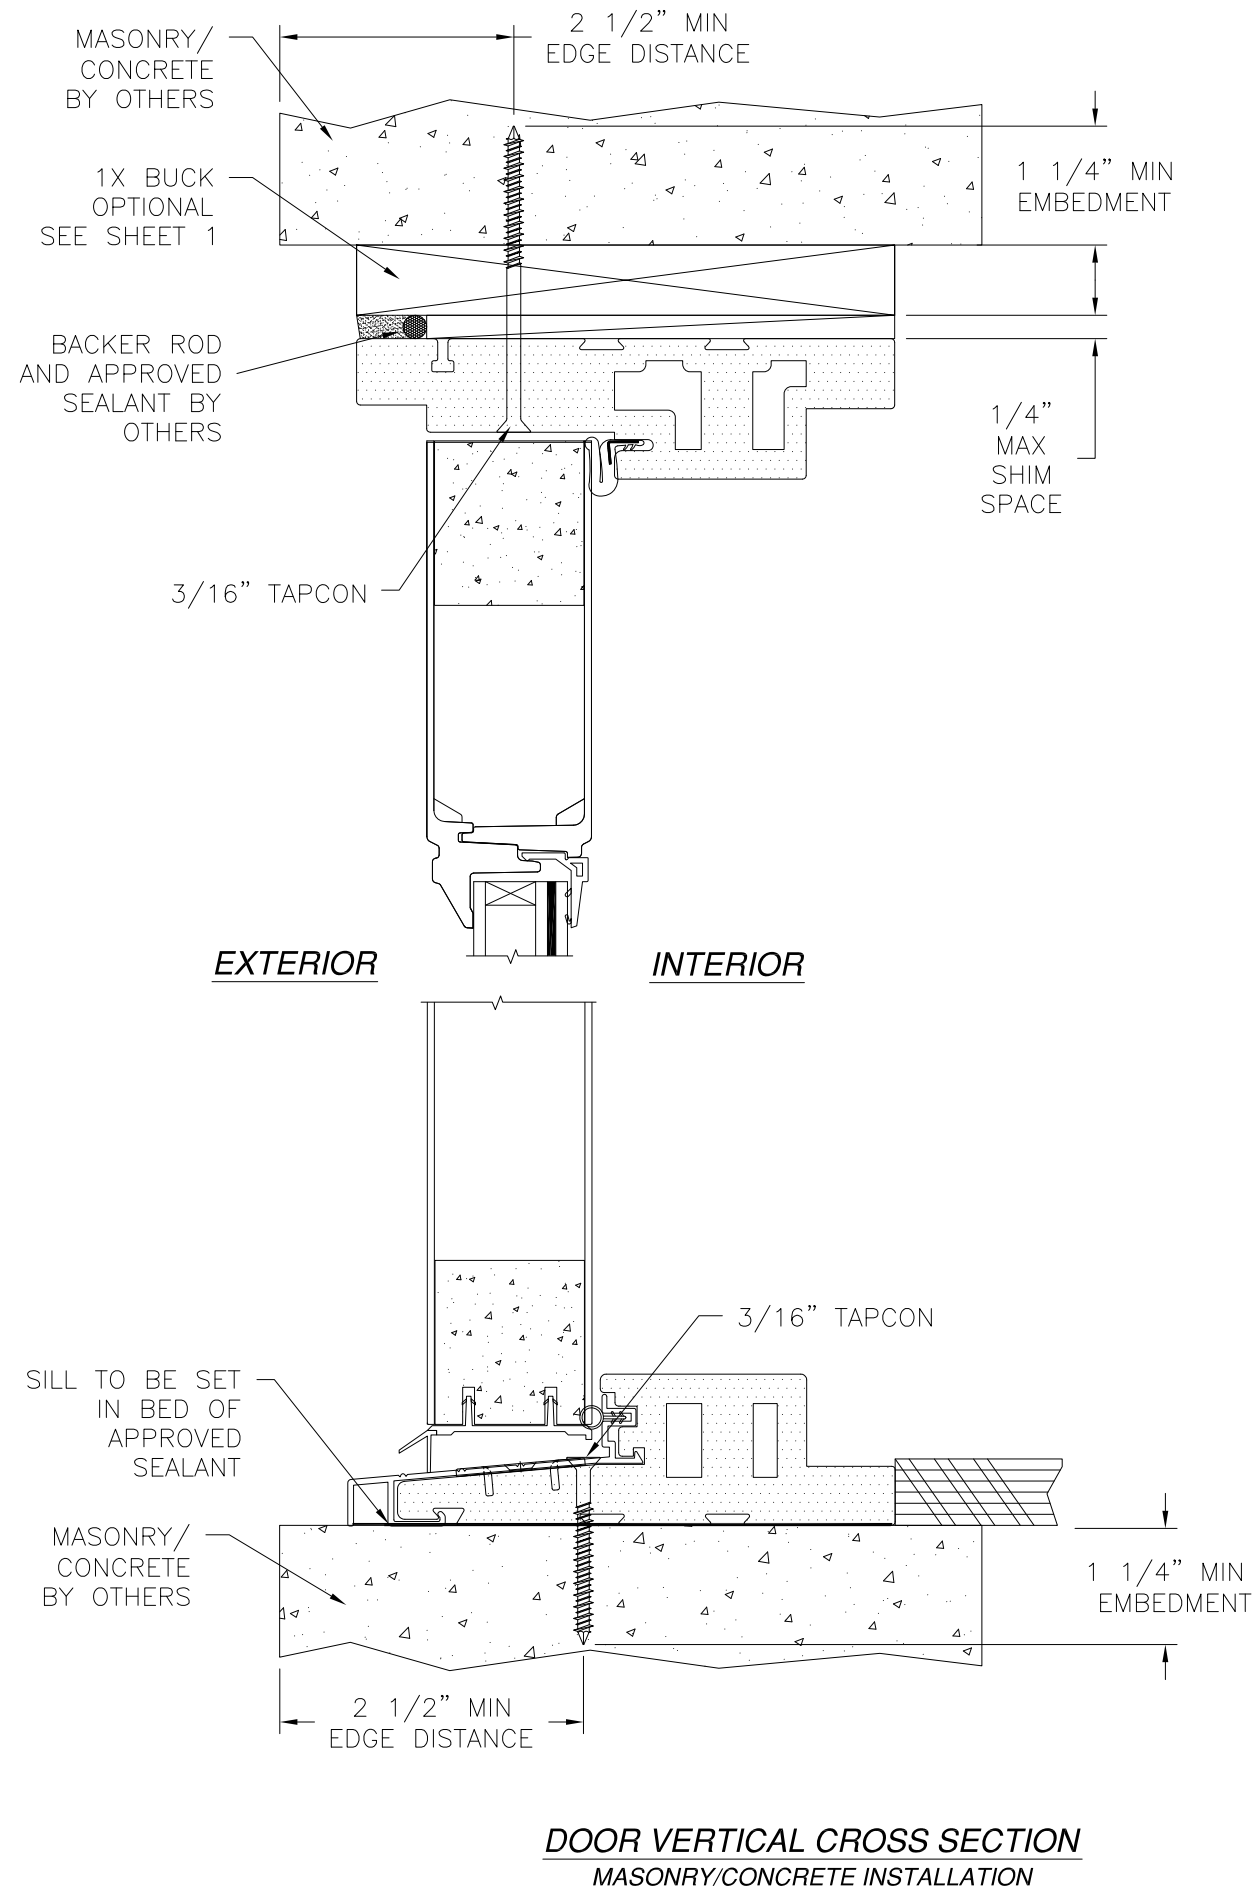 MASONRY/
CONCRETE
BY OTHERS
2 1/2” MIN
EDGE DISTANCE
1 1/4” MIN
EMBEDMENT
1X BUCK
OPTIONAL
SEE SHEET 1
BACKER ROD
AND APPROVED
SEALANT BY
OTHERS
1/4”
MAX
SHIM
SPACE
3/16” TAPCON
EXTERIOR
INTERIOR
3/16” TAPCON
SILL TO BE SET
IN BED OF
APPROVED
SEALANT
MASONRY/
CONCRETE
BY OTHERS
1 1/4” MIN
EMBEDMENT
2 1/2” MIN
EDGE DISTANCE
DOOR VERTICAL CROSS SECTION
MASONRY/CONCRETE INSTALLATION